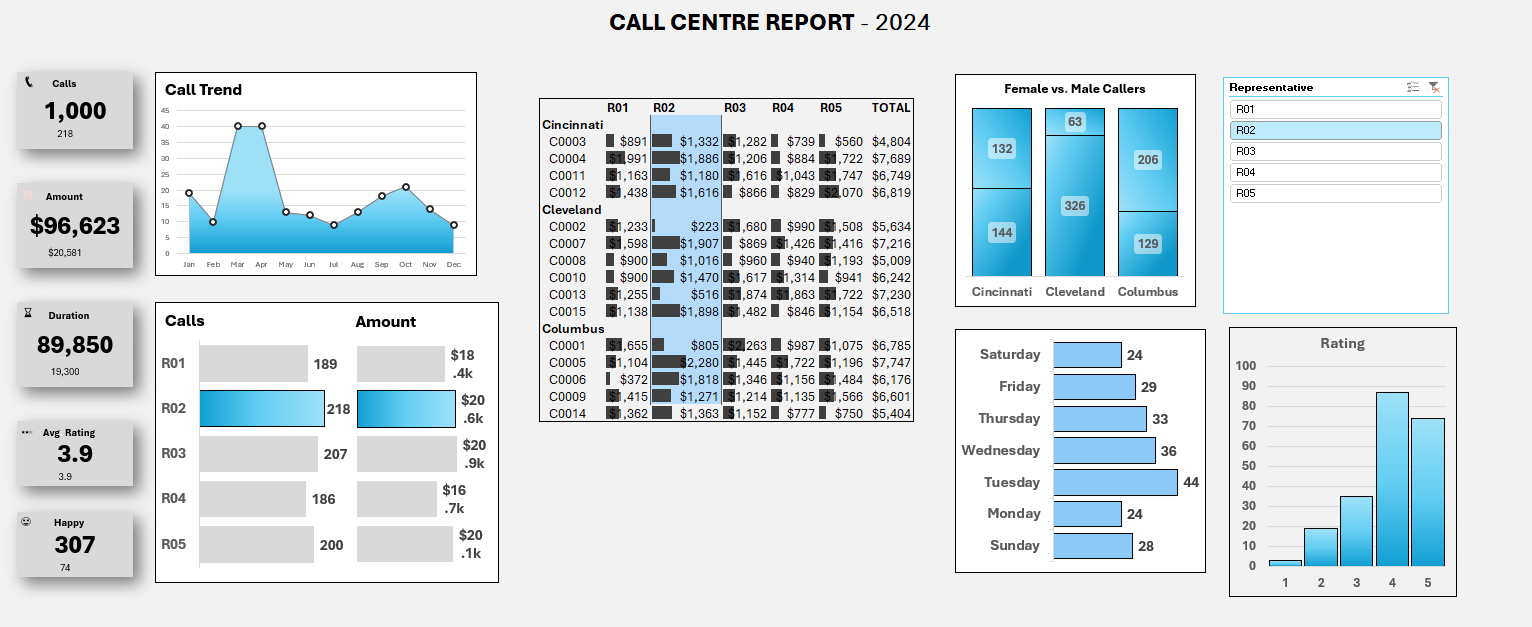 CALL CENTRE REPORT - 2024
Calls
1,000
218
Amount
$96,623
$20,581
Duration
89,850
19,300
Avg Rating
3.9
3.9
Happy
307
74
Call Trend
45
40
35
30
25
20
15
10
5
0
Jan Feb Mar Apr May Jun Jul Aug Sep Oct Nov Dec
Calls Amount
R01 189 $18
.4k
R02 218 $20
.6k
R03 207 $20
.9k
R04 186 $16
.7k
R05 200 $20
.1k
R01 R02 R03 R04 R05 TOTAL
Cincinnati
C0003 $891 $1,332 $1,282 $739 $560 $4,804
C0004 $1,991 $1,886 $1,206 $884 $1,722 $7,689
C0011 $1,163 $1,180 $1,616 $1,043 $1,747 $6,749
C0012 $1,438 $1,616 $866 $829 $2,070 $6,819
Cleveland
C0002 $1,233 $223 $1,680 $990 $1,508 $5,634
C0007 $1,598 $1,907 $869 $1,426 $1,416 $7,216
C0008 $900 $1,016 $960 $940 $1,193 $5,009
C0010 $900 $1,470 $1,617 $1,314 $941 $6,242
C0013 $1,255 $516 $1,874 $1,863 $1,722 $7,230
C0015 $1,138 $1,898 $1,482 $846 $1,154 $6,518
Columbus
C0001 $1,655 $805 $2,263 $987 $1,075 $6,785
C0005 $1,104 $2,280 $1,445 $1,722 $1,196 $7,747
C0006 $372 $1,818 $1,346 $1,156 $1,484 $6,176
C0009 $1,415 $1,271 $1,214 $1,135 $1,566 $6,601
C0014 $1,362 $1,363 $1,152 $777 $750 $5,404
Female vs. Male Callers
132 63 206
144 326 129
Cincinnati Cleveland Columbus
Representative
R01
R02
R03
R04
R05
Saturday 24
Friday 29
Thursday 33
Wednesday 36
Tuesday 44
Monday 24
Sunday 28
Rating
100
90
80
70
60
50
40
30
20
10
0
1 2 3 4 5